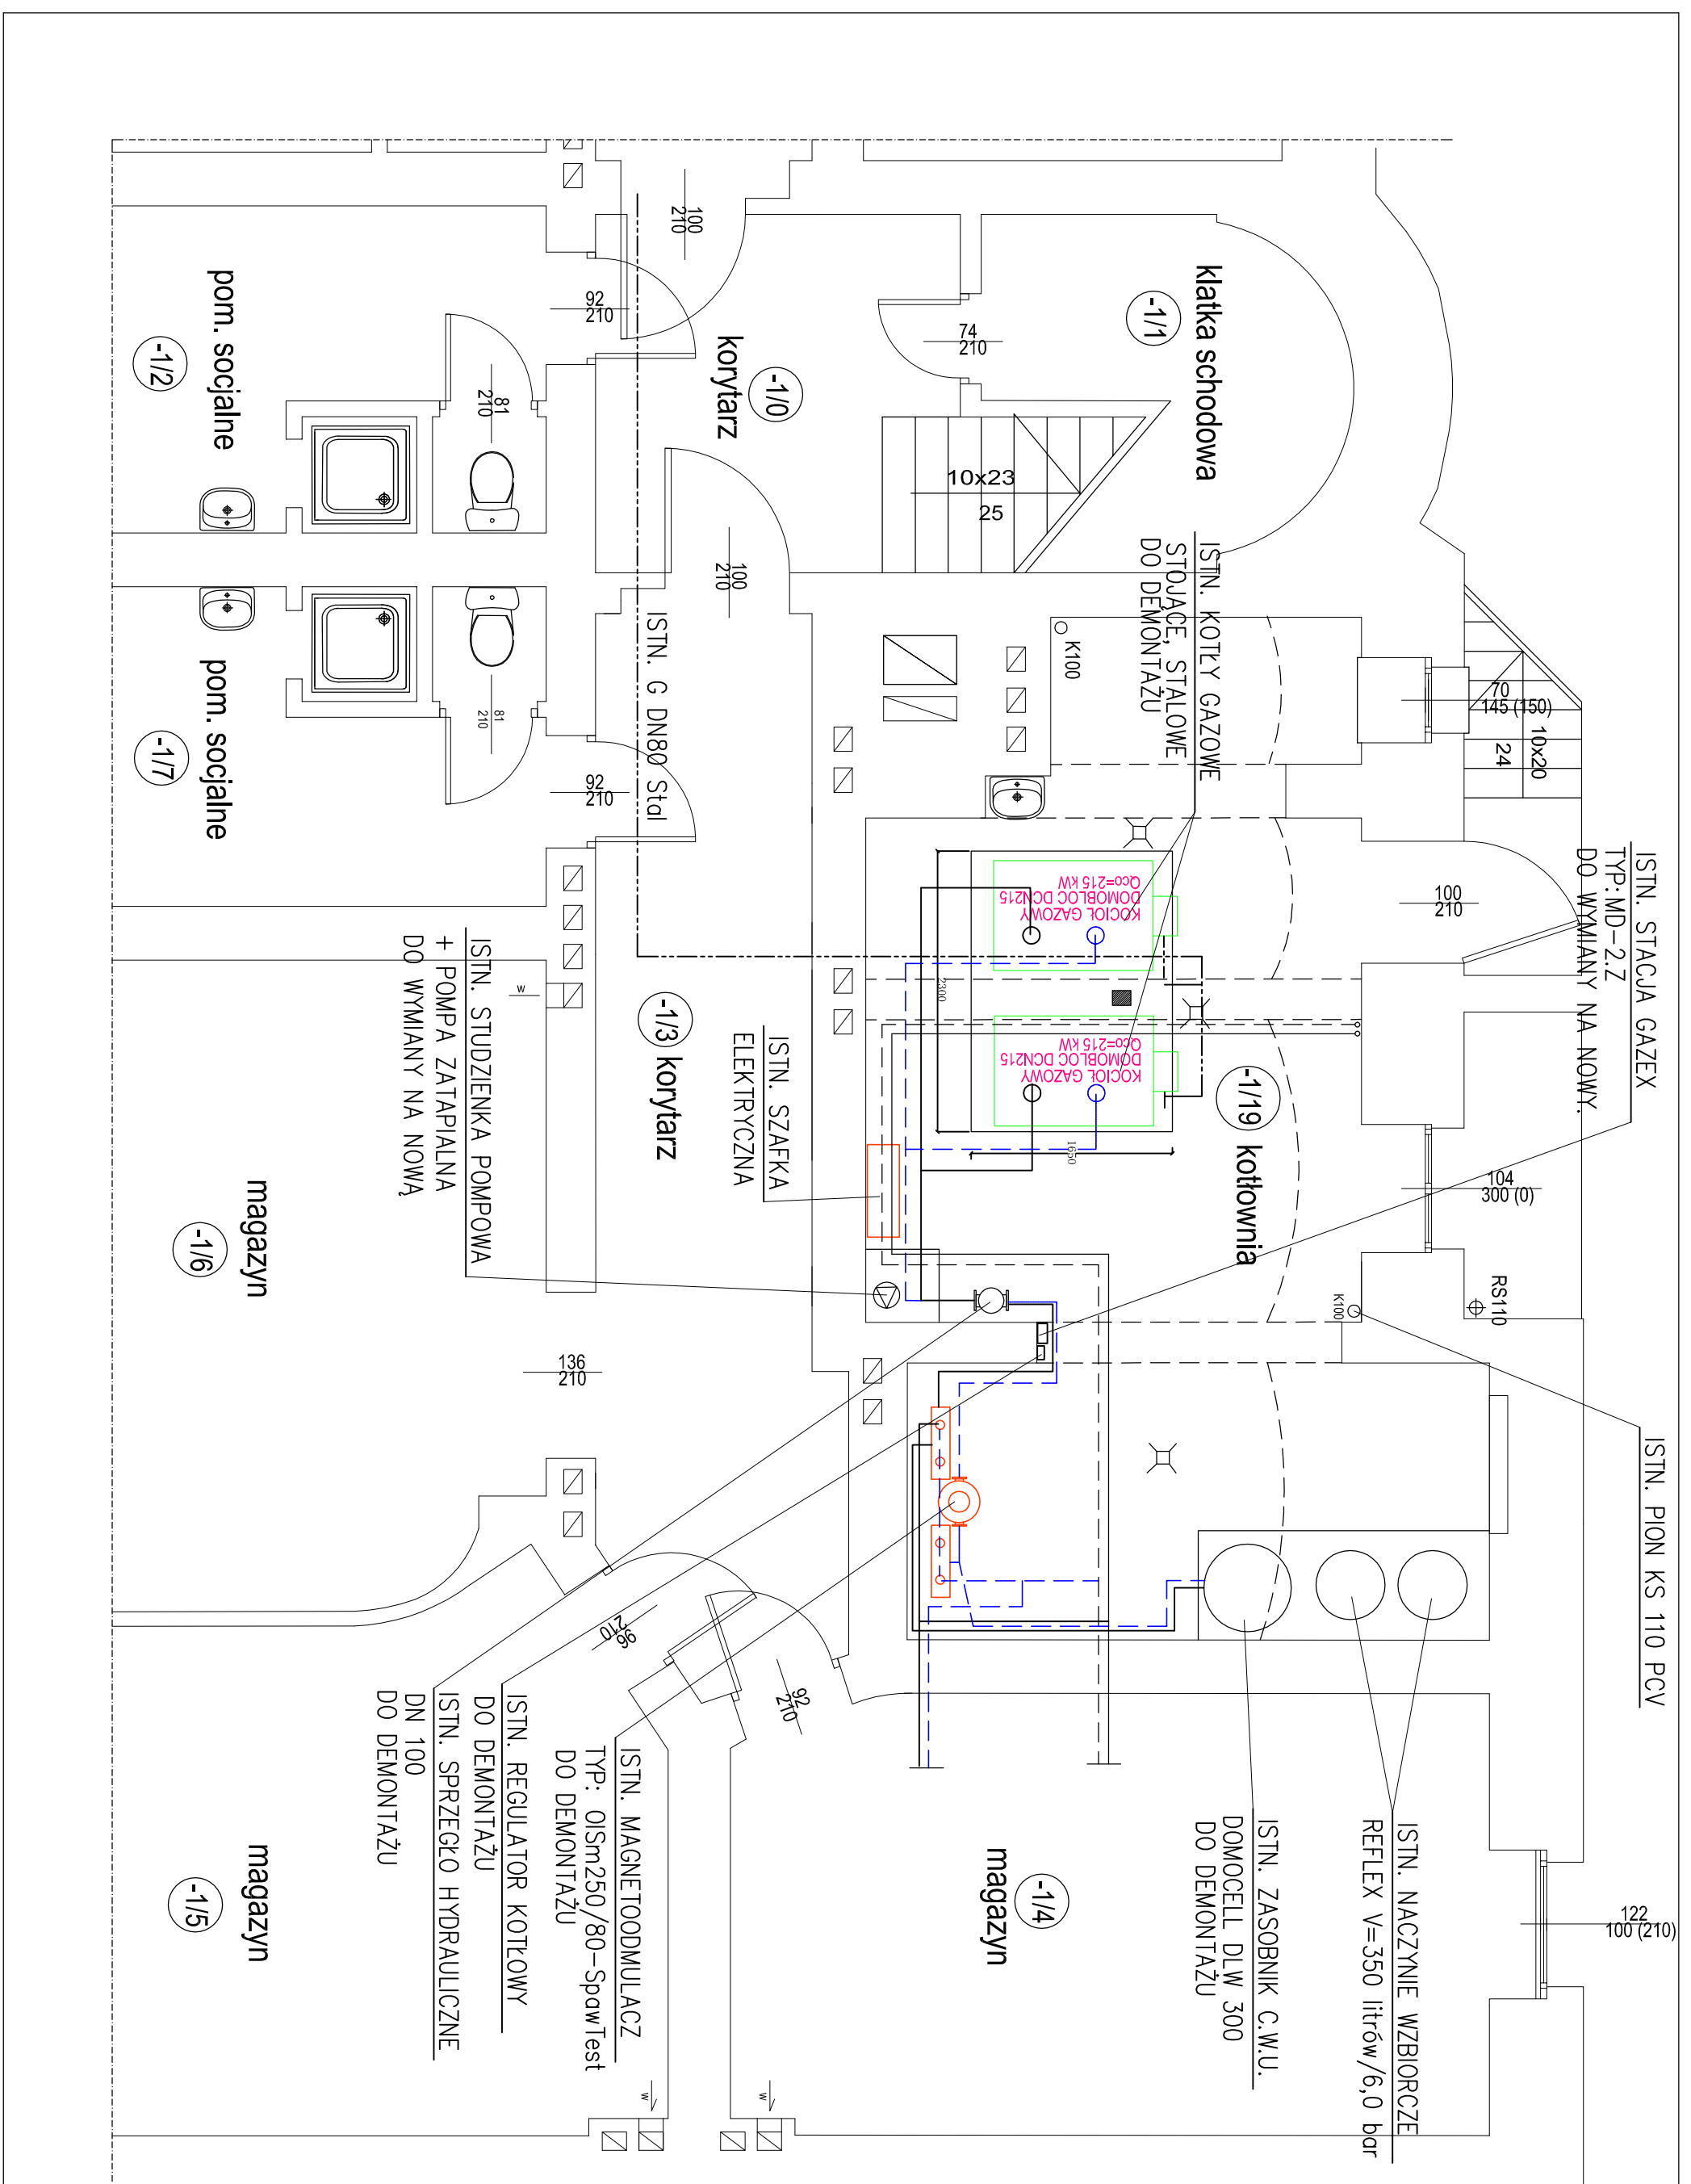 klatka schodowa
-1/1
korytarz
-1/0
100
210
92
210
74
210
81
210
pom. socjalne
-1/2
10x23
25
100
210
ISTN. G DN80 Stal
pom. socjalne
-1/7
81
210
92
210
ISTN. KOTŁY GAZOWE
STOJĄCE, STALOWE
DO DEMONTAŻU
K100
70
145 (150)
10x20
24
100
210
ISTN. STACJA GAZEX
TYP:MD-2.Z
DO WYMIANY NA NOWY.
KOCIOŁ GAZOWY
DOMOBLOC DCN215
Qco=215 kW
KOCIOŁ GAZOWY
DOMOBLOC DCN215
Qco=215 kW
2300
1650
-1/19 kotłownia
104
300 (0)
RS110
K100
-1/3 korytarz
ISTN. SZAFKA
ELEKTRYCZNA
ISTN. STUDZIENKA POMPOWA
+ POMPA ZATAPIALNA
DO WYMIANY NA NOWĄ
w
magazyn
-1/6
136
210
ISTN. PION KS 110 PCV
96
210
92
210
ISTN. NACZYNIE WZBIORCZE
REFLEX V=350 litrów/6,0 bar
ISTN. ZASOBNIK C.W.U.
DOMOCELL DLW 300
DO DEMONTAŻU
ISTN. MAGNETOODMULACZ
TYP: OISm250/80-SpawTest
DO DEMONTAŻU
ISTN. REGULATOR KOTŁOWY
DO DEMONTAŻU
ISTN. SPRZEGŁO HYDRAULICZNE
DN 100
DO DEMONTAŻU
-1/4
magazyn
magazyn
-1/5
122
100 (210)
w
w